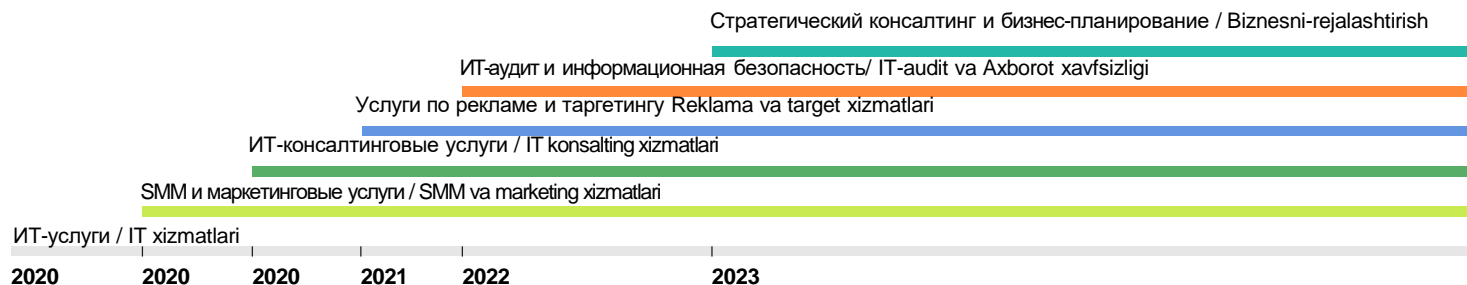 Стратегический консалтинг и бизнес-планирование / Biznesni-rejalashtirish
ИТ-аудит и информационная безопасность/ IT-audit va Axborot xavfsizligi
Услуги по рекламе и таргетингу Reklama va target xizmatlari
ИТ-консалтинговые услуги / IT konsalting xizmatlari
SMM и маркетинговые услуги / SMM va marketing xizmatlari
ИТ-услуги / IT xizmatlari
2020 2020 2020 2021 2022 2023